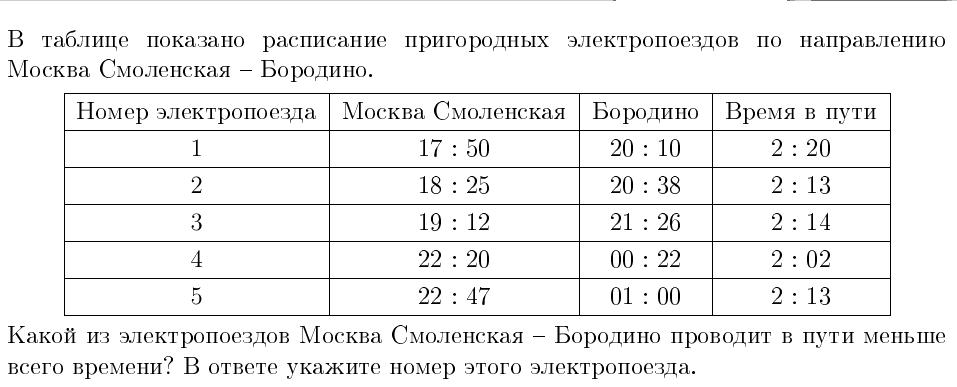 В таблице показано расписание пригородных электропоездов по направлению
Москва Смоленская – Бородино.
Номер электропоезда Москва Смоленская Бородино Время в пути
1 17 : 50 20 : 10 2 : 20
2 18 : 25 20 : 38 2 : 13
3 19 : 12 21 : 26 2 : 14
4 22 : 20 00 : 22 2 : 02
5 22 : 47 01 : 00 2 : 13
Какой из электропоездов Москва Смоленская – Бородино проводит в пути меньше
всего времени? В ответе укажите номер этого электропоезда.